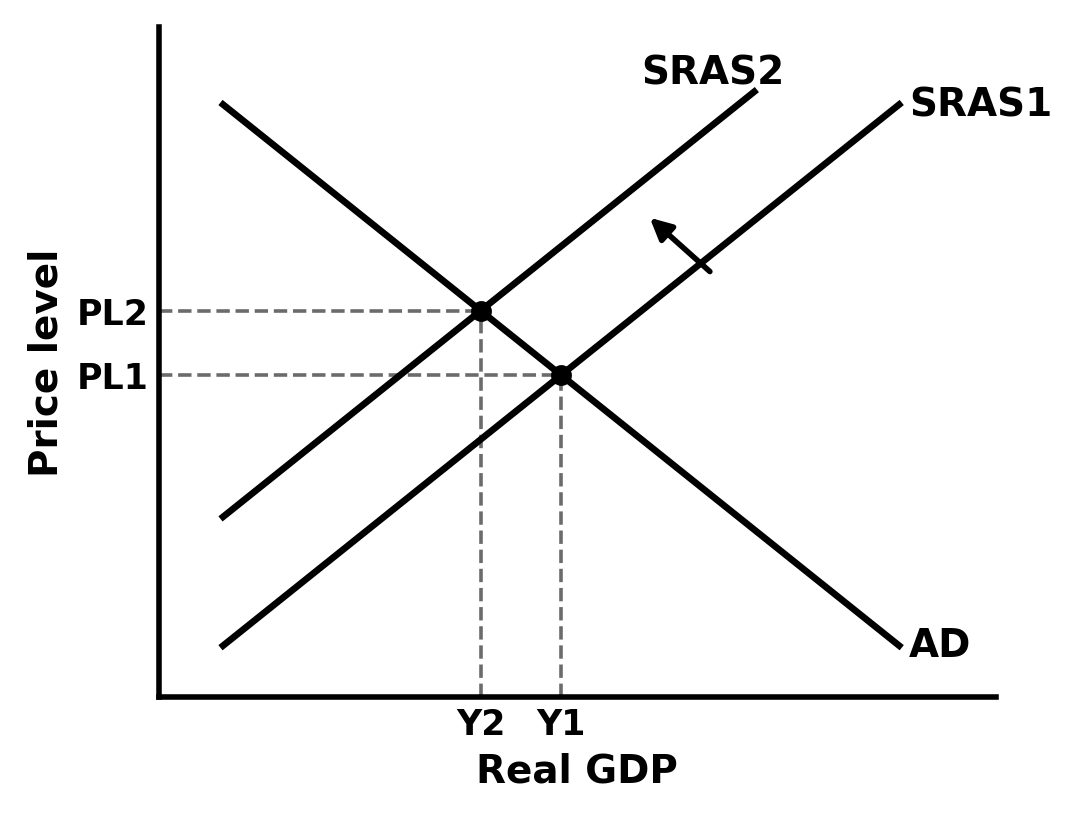 SRAS2
SRAS1
Price level
PL2
PL1
AD
Y2
Y1
Real GDP